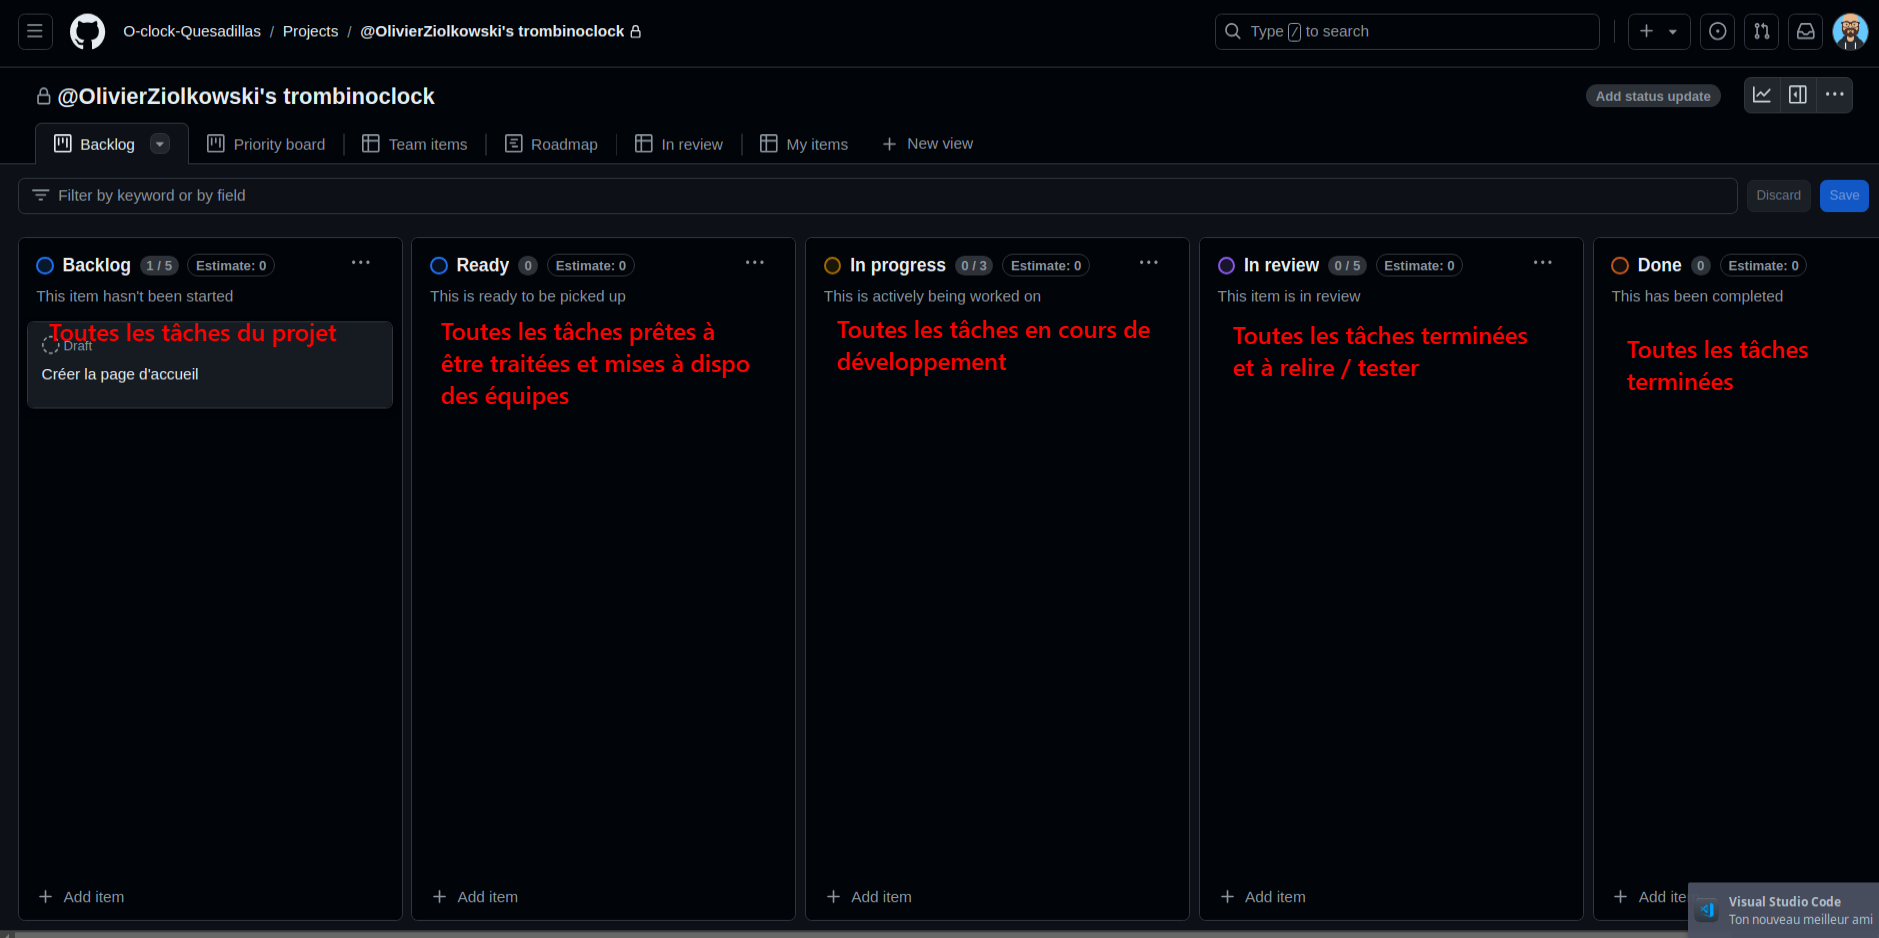 O-clock-Quesadillas / Projects / @OlivierZiolkowski's trombinoclock
Type / to search
@OlivierZiolkowski's trombinoclock
Add status update
Backlog
Priority board
Team items
Roadmap
In review
My items
New view
Filter by keyword or by field
Discard
Save
Backlog 1 / 5 Estimate: 0
This item hasn't been started
Toutes les tâches du projet
Draft
Créer la page d'accueil
Add item
Ready 0 Estimate: 0
This is ready to be picked up
Toutes les tâches prêtes à
être traitées et mises à dispo
des équipes
Add item
In progress 0 / 3 Estimate: 0
This is actively being worked on
Toutes les tâches en cours de
développement
Add item
In review 0 / 5 Estimate: 0
This item is in review
Toutes les tâches terminées
et à relire / tester
Add item
Done 0 Estimate: 0
This has been completed
Toutes les tâches
terminées
Add ite
Visual Studio Code
Ton nouveau meilleur ami